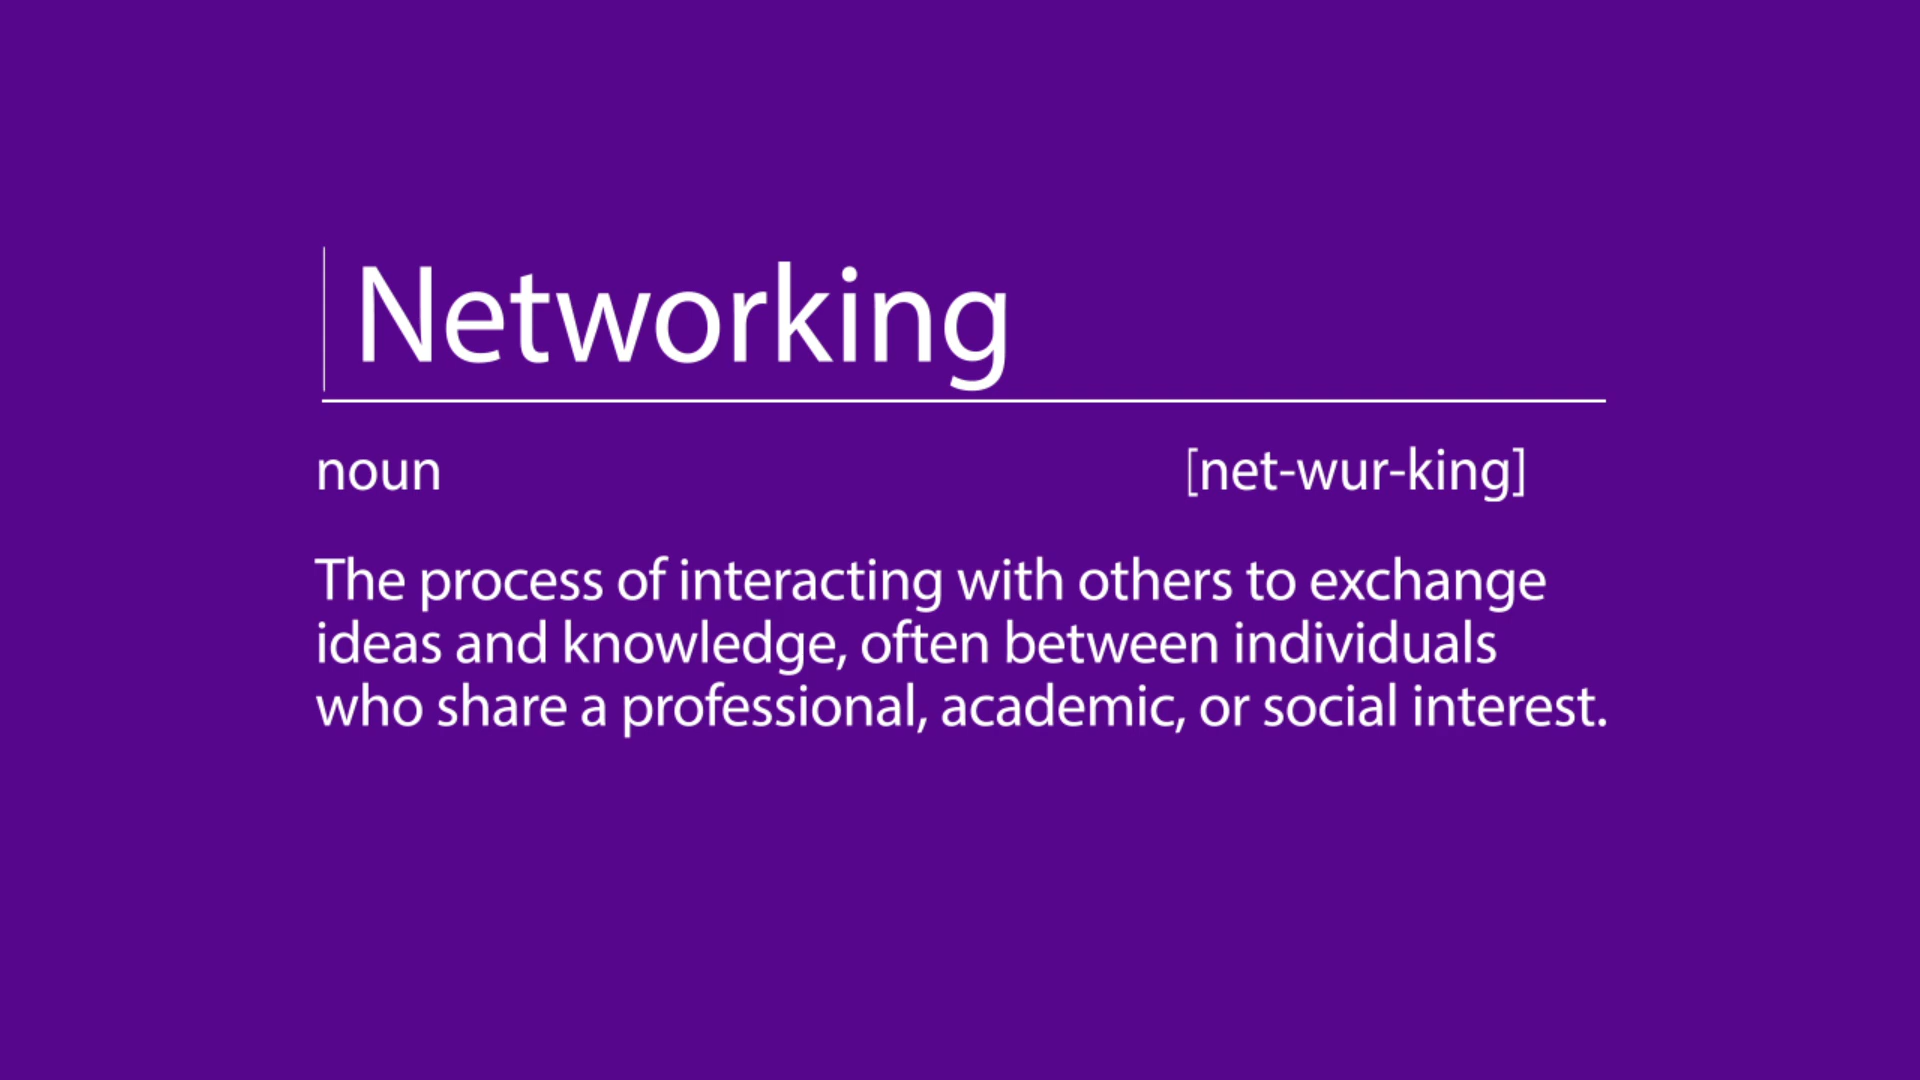 Networking
noun [net-wur-king]
The process of interacting with others to exchange
ideas and knowledge, often between individuals
who share a professional, academic, or social interest.